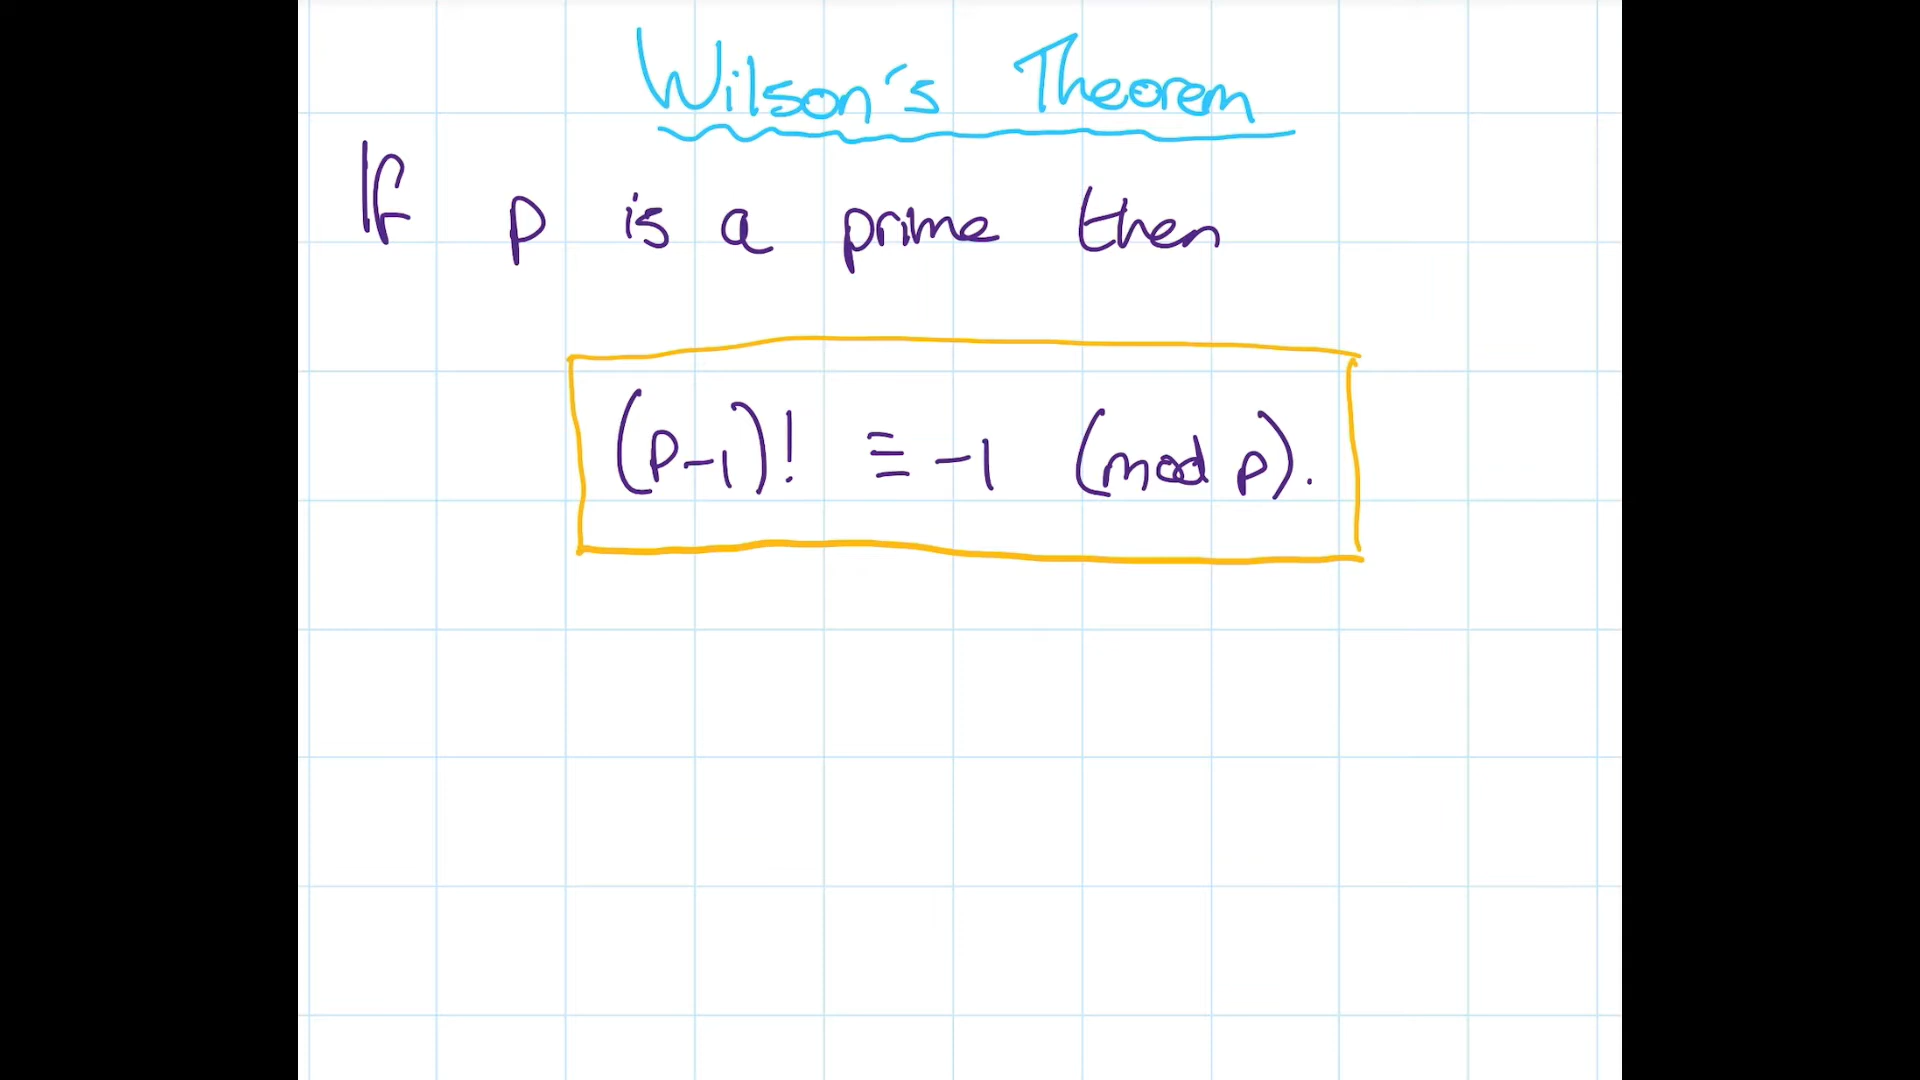 Wilson's Theorem
If p is a prime then
(p-1)! ≡ -1 (mod p).